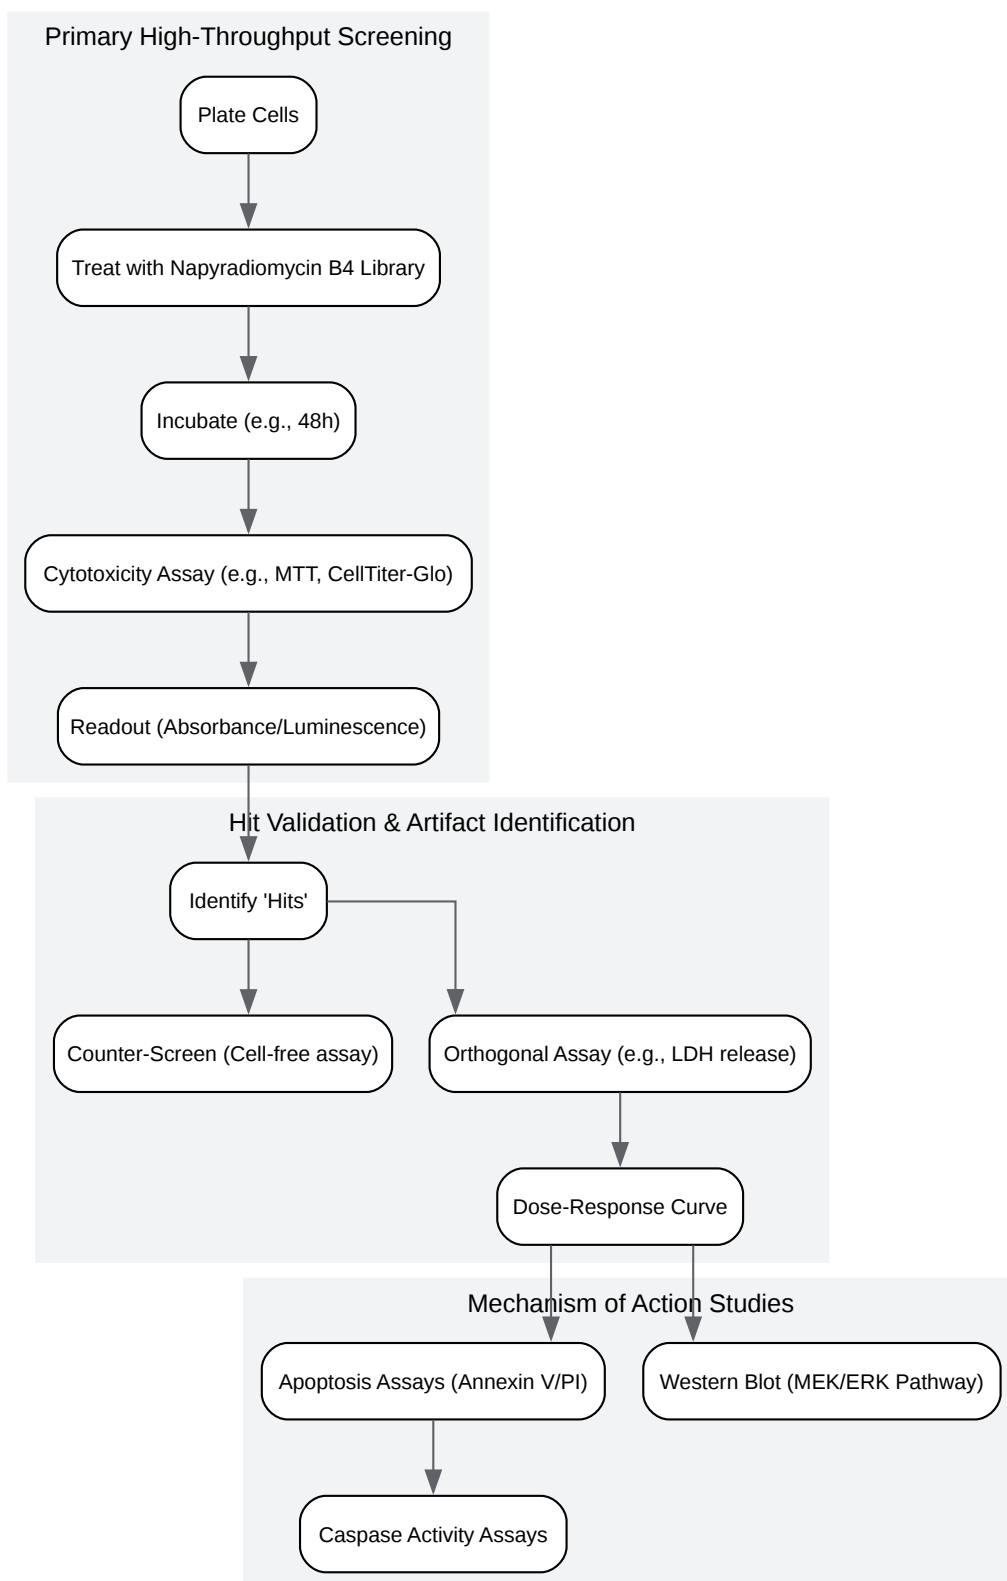 Primary High-Throughput Screening
Plate Cells
Treat with Napyradiomycin B4 Library
Incubate (e.g., 48h)
Cytotoxicity Assay (e.g., MTT, CellTiter-Glo)
Readout (Absorbance/Luminescence)
Hit Validation & Artifact Identification
Identify 'Hits'
Counter-Screen (Cell-free assay)
Orthogonal Assay (e.g., LDH release)
Dose-Response Curve
Mechanism of Action Studies
Apoptosis Assays (Annexin V/PI)
Western Blot (MEK/ERK Pathway)
Caspase Activity Assays